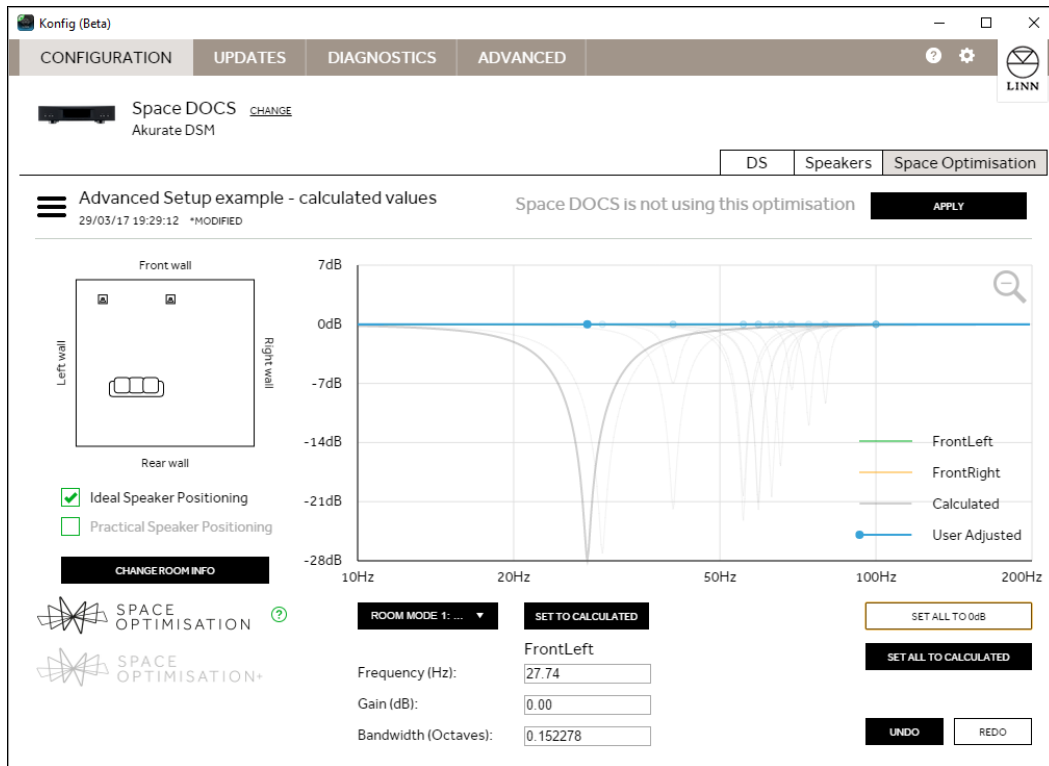 Konfig (Beta)
CONFIGURATION UPDATES DIAGNOSTICS ADVANCED
LINN
Space DOCS CHANGE
Akurate DSM
DS Speakers Space Optimisation
Advanced Setup example - calculated values
29/03/17 19:29:12 *MODIFIED
Space DOCS is not using this optimisation
APPLY
Front wall
Left wall
Right wall
Rear wall
Ideal Speaker Positioning
Practical Speaker Positioning
CHANGE ROOM INFO
SPACE
OPTIMISATION ?
SPACE
OPTIMISATION+
7dB
0dB
-7dB
-14dB
-21dB
-28dB
10Hz 20Hz 50Hz 100Hz 200Hz
FrontLeft
FrontRight
Calculated
User Adjusted
ROOM MODE 1: ... SET TO CALCULATED
SET ALL TO 0dB
SET ALL TO CALCULATED
FrontLeft
Frequency (Hz): 27.74
Gain (dB): 0.00
Bandwidth (Octaves): 0.152278
UNDO REDO